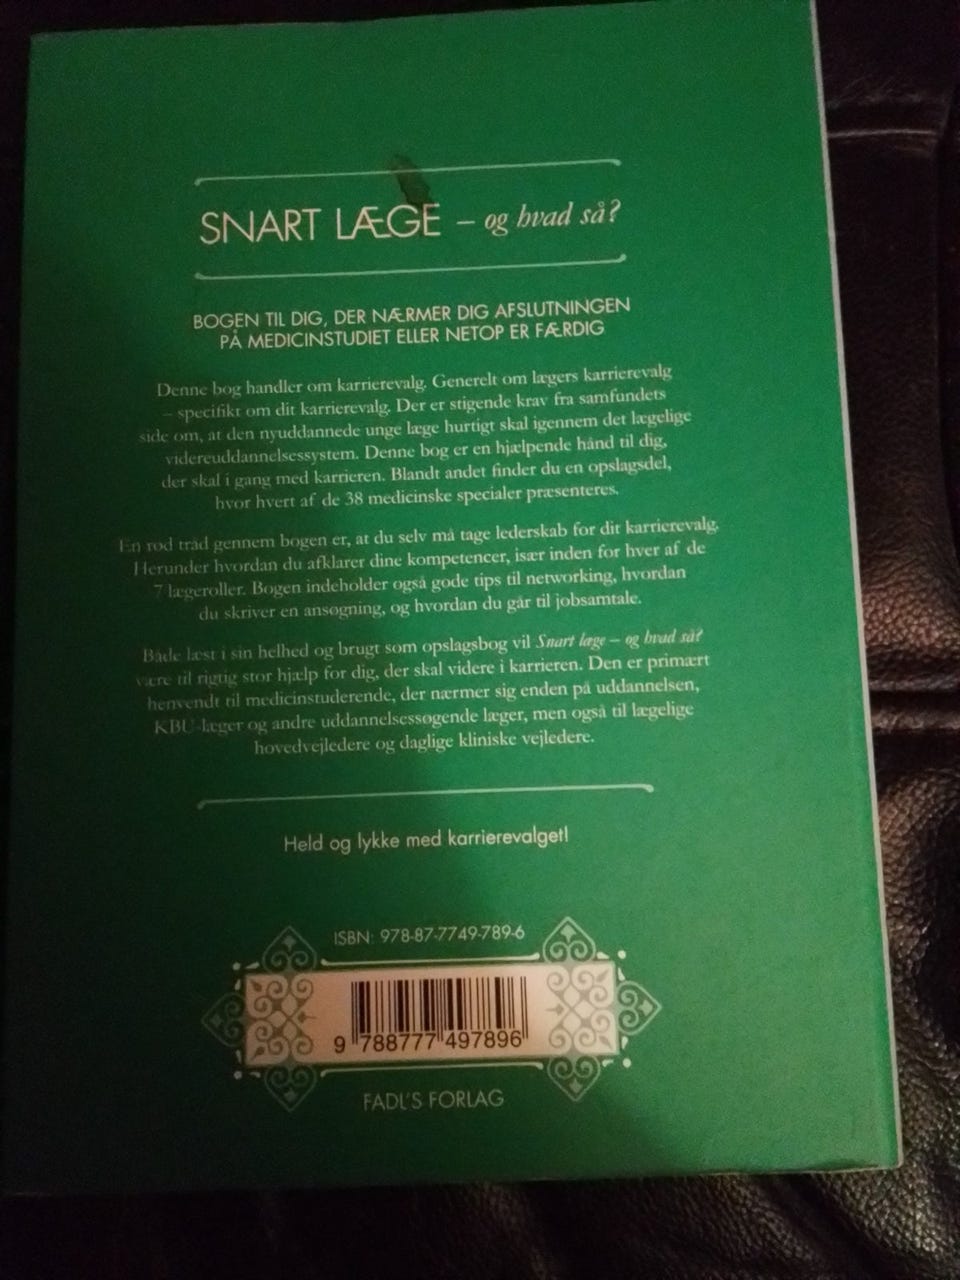 SNART LÆGE – og hvad så?
BOGEN TIL DIG, DER NÆRMER DIG AFSLUTNINGEN
PÅ MEDICINSTUDIET ELLER NETOP ER FÆRDIG
Denne bog handler om karrierevalg. Generelt om lægers karrierevalg
– specifikt om dit karrierevalg. Der er stigende krav fra samfundets
side om, at den nyuddannede unge læge hurtigt skal igennem det lægelige
videreuddannelsessystem. Denne bog er en hjælpende hånd til dig,
der skal i gang med karrieren. Blandt andet finder du en opslagsdel,
hvor hvert af de 38 medicinske specialer præsenteres.
En rød tråd gennem bogen er, at du selv må tage lederskab for dit karrierevalg.
Herunder hvordan du afklarer dine kompetencer, især inden for hver af de
7 lægeroller. Bogen indeholder også gode tips til networking, hvordan
du skriver en ansøgning, og hvordan du går til jobsamtale.
Både læst i sin helhed og brugt som opslagsbog vil Snart læge – og hvad så?
være til rigtig stor hjælp for dig, der skal videre i karrieren. Den er primært
henvendt til medicinstuderende, der nærmer sig enden på uddannelsen,
KBU-læger og andre uddannelsessøgende læger, men også til lægelige
hovedvejledere og daglige kliniske vejledere.
Held og lykke med karrierevalget!
ISBN: 978-87-7749-789-6
9 788777 497896
FADL'S FORLAG